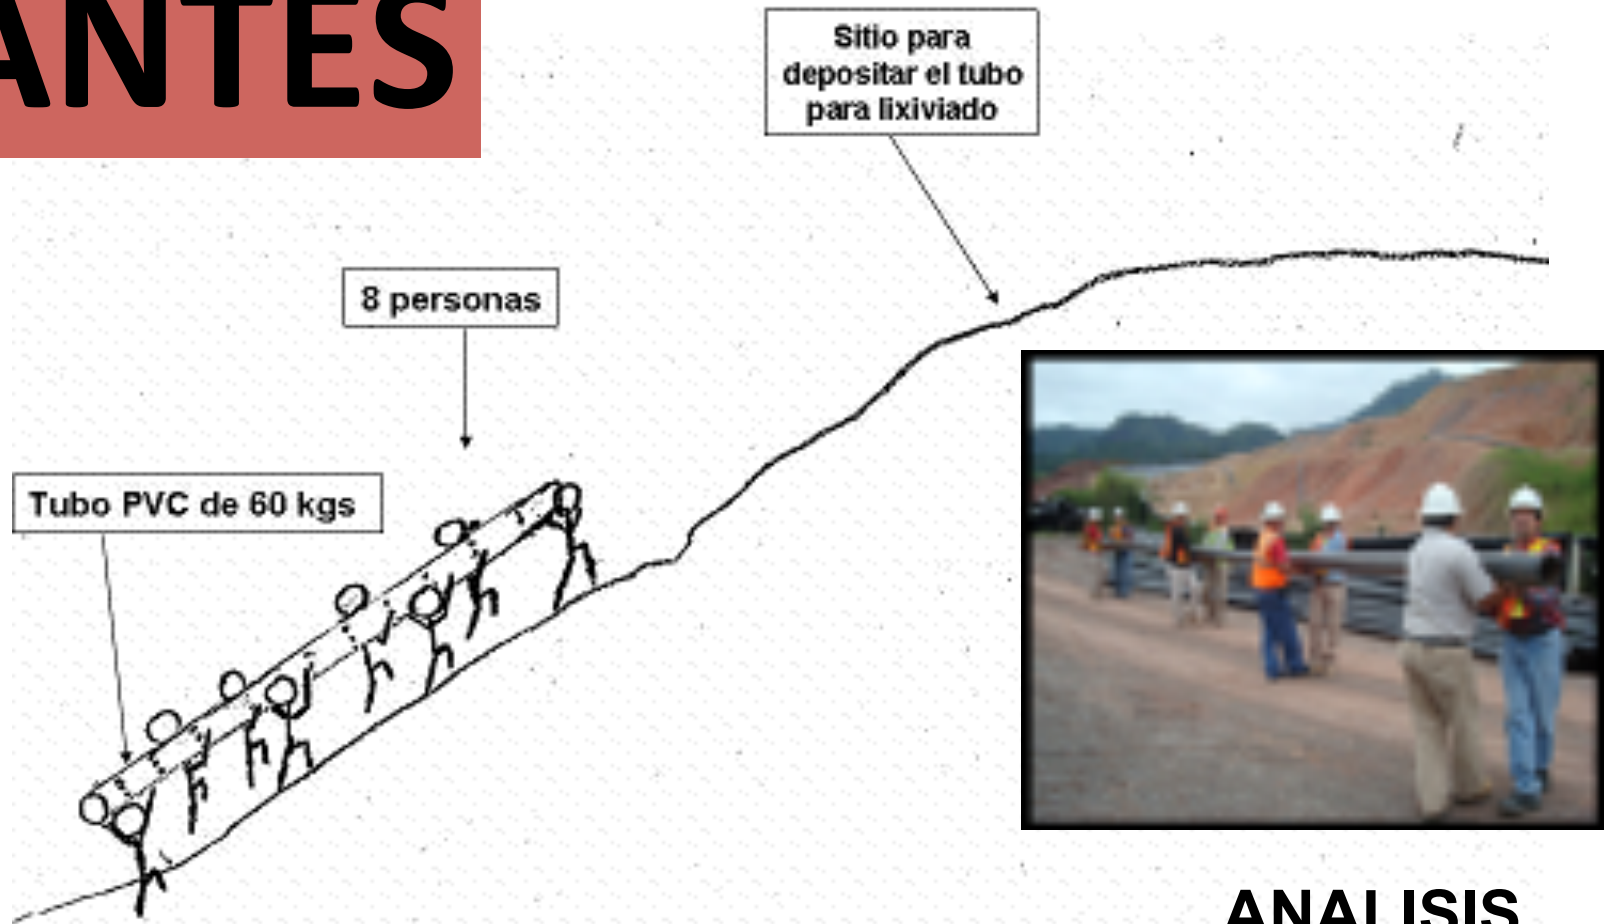 ANTES
Sitio para
depositar el tubo
para lixiviado
8 personas
Tubo PVC de 60 kgs
ANALISIS